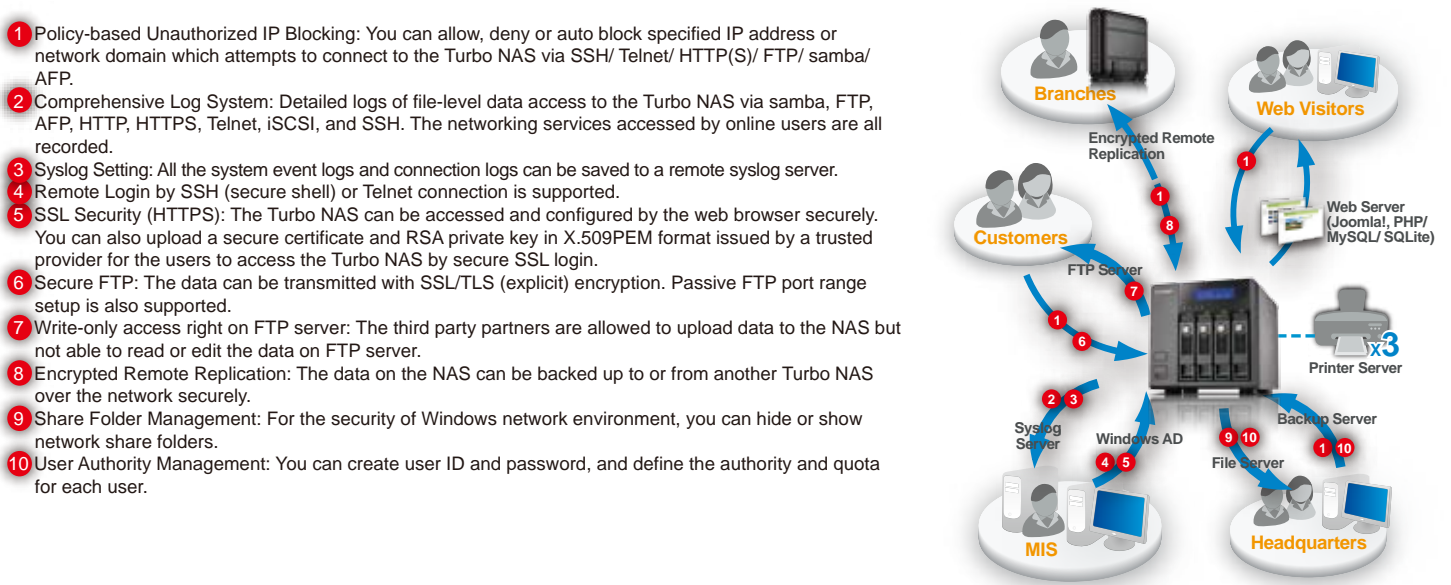 1 Policy-based Unauthorized IP Blocking: You can allow, deny or auto block specified IP address or
network domain which attempts to connect to the Turbo NAS via SSH/ Telnet/ HTTP(S)/ FTP/ samba/
AFP.
2 Comprehensive Log System: Detailed logs of file-level data access to the Turbo NAS via samba, FTP,
AFP, HTTP, HTTPS, Telnet, iSCSI, and SSH. The networking services accessed by online users are all
recorded.
3 Syslog Setting: All the system event logs and connection logs can be saved to a remote syslog server.
4 Remote Login by SSH (secure shell) or Telnet connection is supported.
5 SSL Security (HTTPS): The Turbo NAS can be accessed and configured by the web browser securely.
You can also upload a secure certificate and RSA private key in X.509PEM format issued by a trusted
provider for the users to access the Turbo NAS by secure SSL login.
6 Secure FTP: The data can be transmitted with SSL/TLS (explicit) encryption. Passive FTP port range
setup is also supported.
7 Write-only access right on FTP server: The third party partners are allowed to upload data to the NAS but
not able to read or edit the data on FTP server.
8 Encrypted Remote Replication: The data on the NAS can be backed up to or from another Turbo NAS
over the network securely.
9 Share Folder Management: For the security of Windows network environment, you can hide or show
network share folders.
10 User Authority Management: You can create user ID and password, and define the authority and quota
for each user.
Branches
Web Visitors
Encrypted Remote
Replication
1
1
8
Web Server
(Joomla!, PHP/
MySQL/ SQLite)
Customers
FTP Server
7
1
6
x3
Printer Server
2 3
Syslog
Server
Windows AD
4 5
9 10
File Server
Backup Server
1 10
MIS
Headquarters